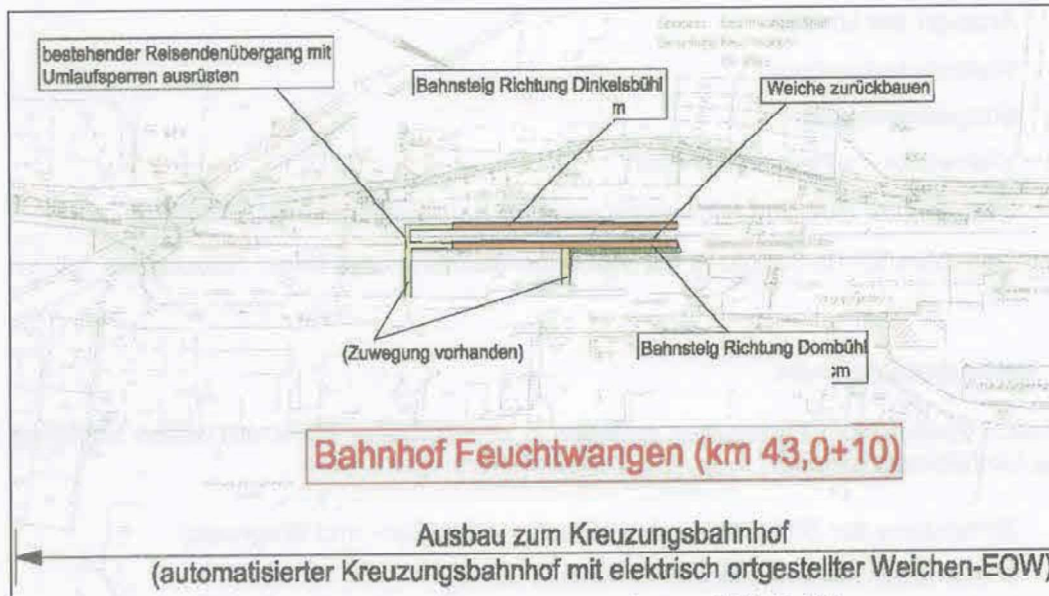 bestehender Reisendenübergang mit
Umlaufsperren ausrüsten
Bahnsteig Richtung Dinkelsbühl
m
Weiche zurückbauen
(Zuwegung vorhanden)
Bahnsteig Richtung Dombühl
cm
Bahnhof Feuchtwangen (km 43,0+10)
Ausbau zum Kreuzungsbahnhof
(automatisierter Kreuzungsbahnhof mit elektrisch ortgestellter Weichen-EOW)